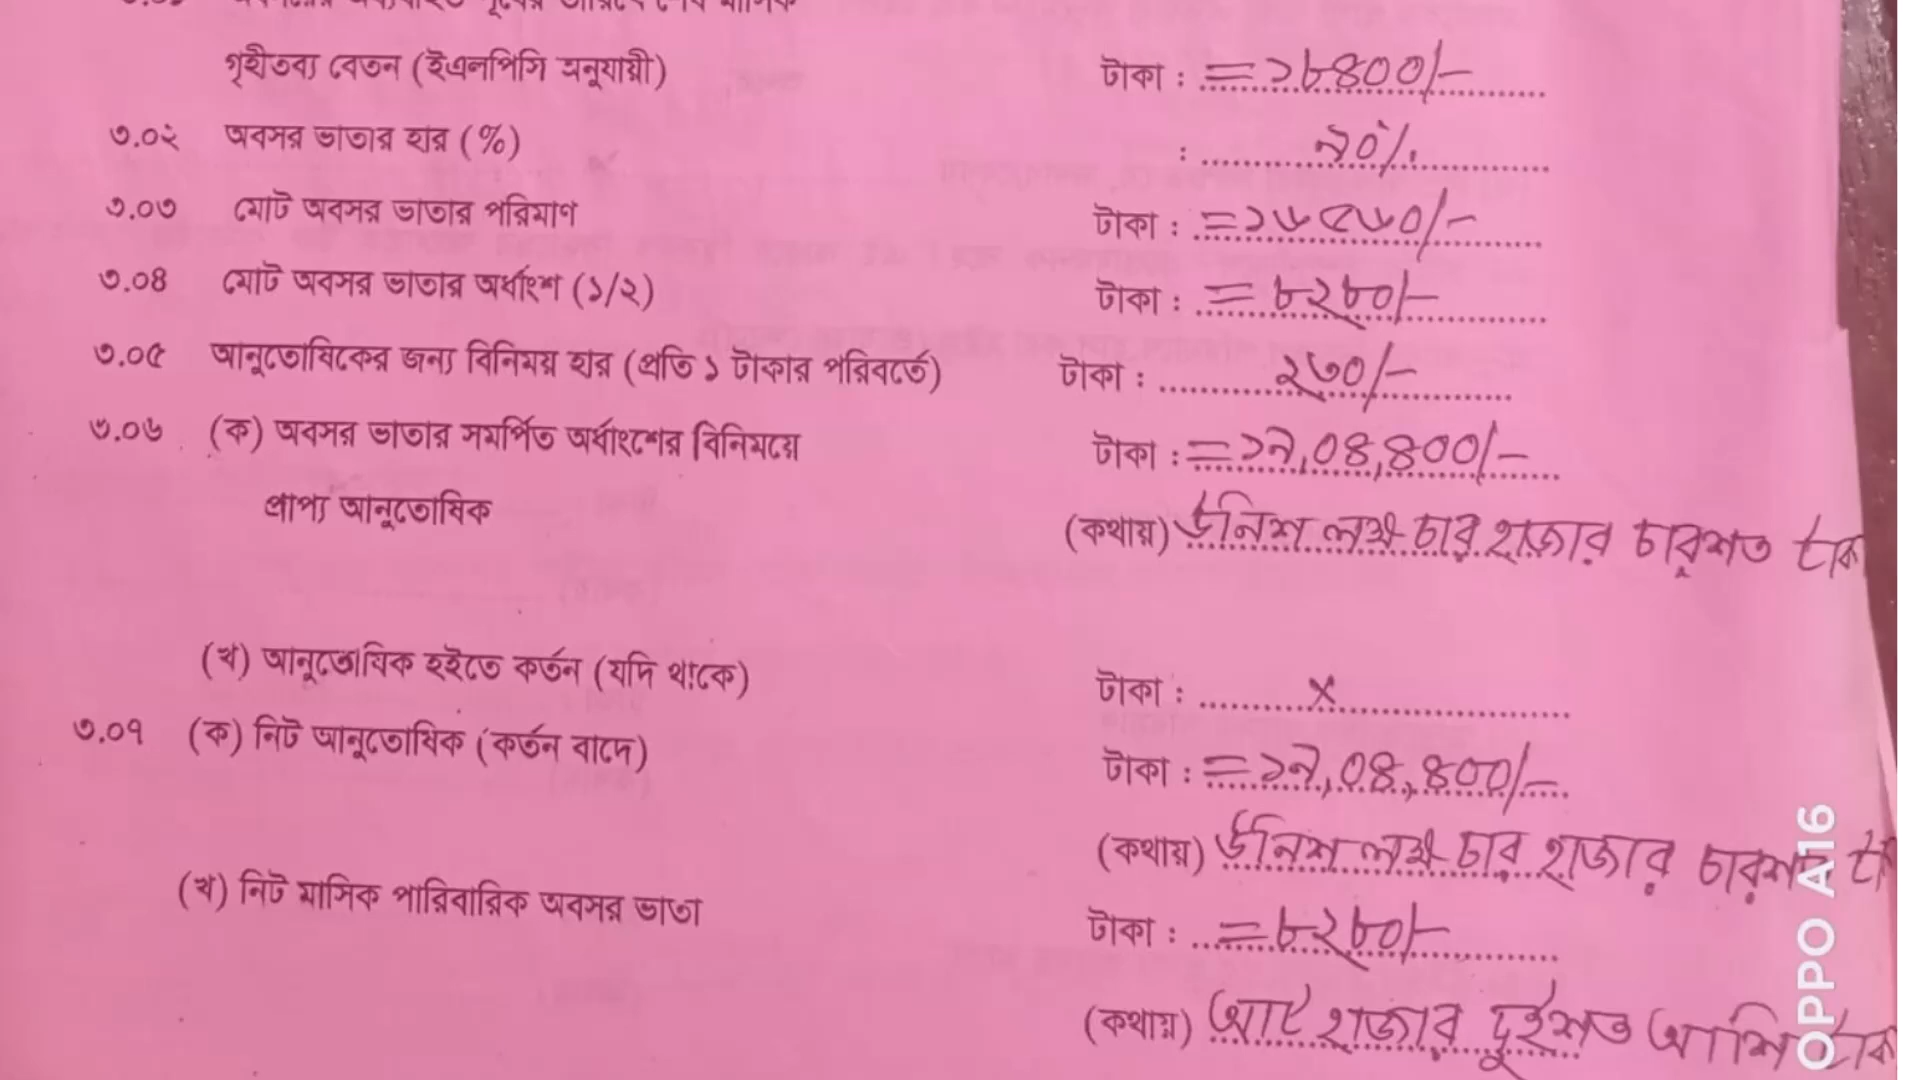 গৃহীতব্য বেতন (ইএলপিসি অনুযায়ী) টাকা : =১৮৪০০/-
৩.০২ অবসর ভাতার হার (%) : ৯০%
৩.০৩ মোট অবসর ভাতার পরিমাণ টাকা : =১৬৫৬০/-
৩.০৪ মোট অবসর ভাতার অর্ধাংশ (১/২) টাকা : =৮২৮০/-
৩.০৫ আনুতোষিকের জন্য বিনিময় হার (প্রতি ১ টাকার পরিবর্তে) টাকা : ২৩০/-
৩.০৬ (ক) অবসর ভাতার সমর্পিত অর্ধাংশের বিনিময়ে টাকা : =১৯,০৪,৪০০/-
প্রাপ্য আনুতোষিক (কথায়) উনিশ লক্ষ চার হাজার চারশত টাকা
(খ) আনুতোষিক হইতে কর্তন (যদি থাকে) টাকা : x
৩.০৭ (ক) নিট আনুতোষিক (কর্তন বাদে) টাকা : =১৯,০৪,৪০০/-
(কথায়) উনিশ লক্ষ চার হাজার চারশত
(খ) নিট মাসিক পারিবারিক অবসর ভাতা টাকা : =৮২৮০/-
(কথায়) আট হাজার দুইশত আশি টাকা
OPPO A16